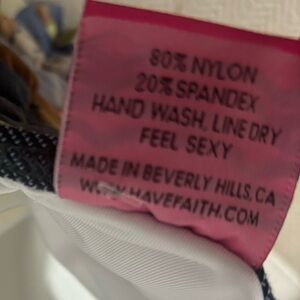 80% NYLON
20% SPANDEX
HAND WASH, LINE DRY
FEEL SEXY
MADE IN BEVERLY HILLS, CA
WWW.HAVEFAITH.COM